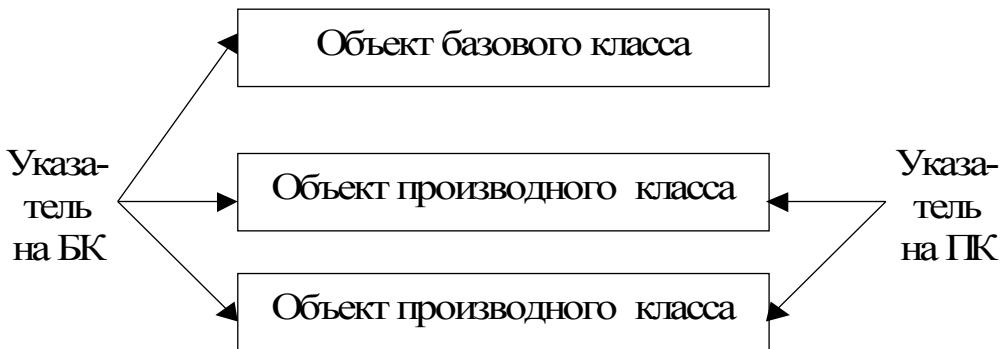 Объект базового класса
Указа-
тель
на БК
Объект производного класса
Указа-
тель
на ПК
Объект производного класса